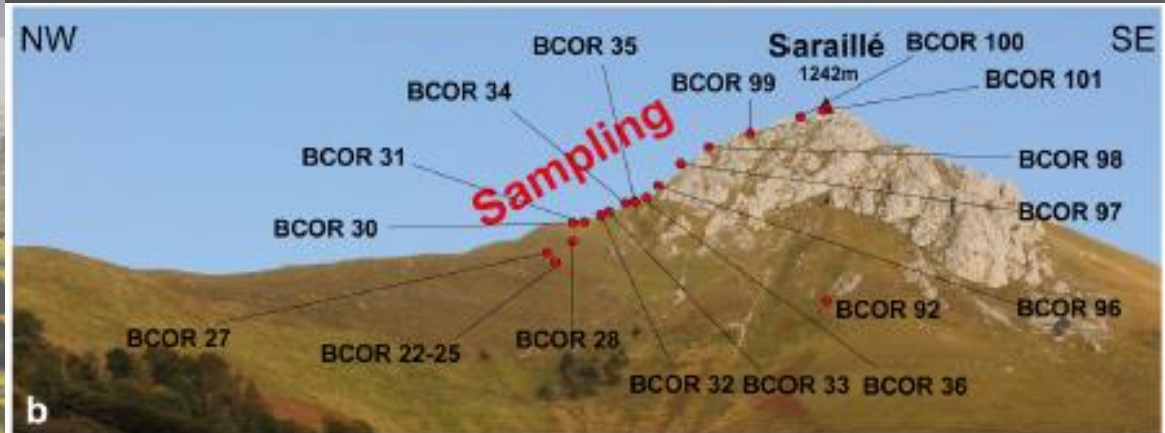 NW
SE
BCOR 35
Saraillé
1242m
BCOR 100
BCOR 99
BCOR 101
BCOR 34
Sampling
BCOR 31
BCOR 98
BCOR 30
BCOR 97
BCOR 92
BCOR 96
BCOR 27
BCOR 22-25
BCOR 28
BCOR 32
BCOR 33
BCOR 36
b